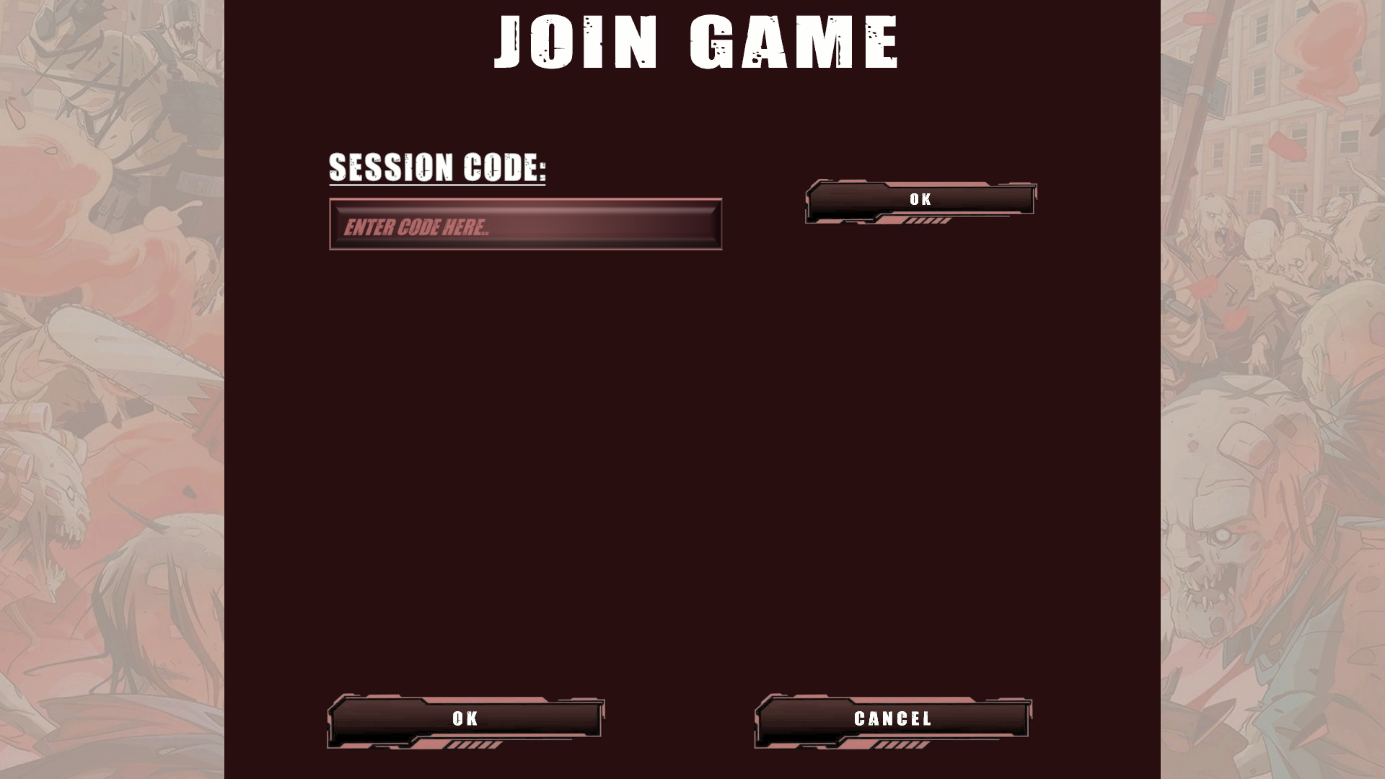 JOIN GAME
SESSION CODE:
ENTER CODE HERE..
OK
OK
CANCEL